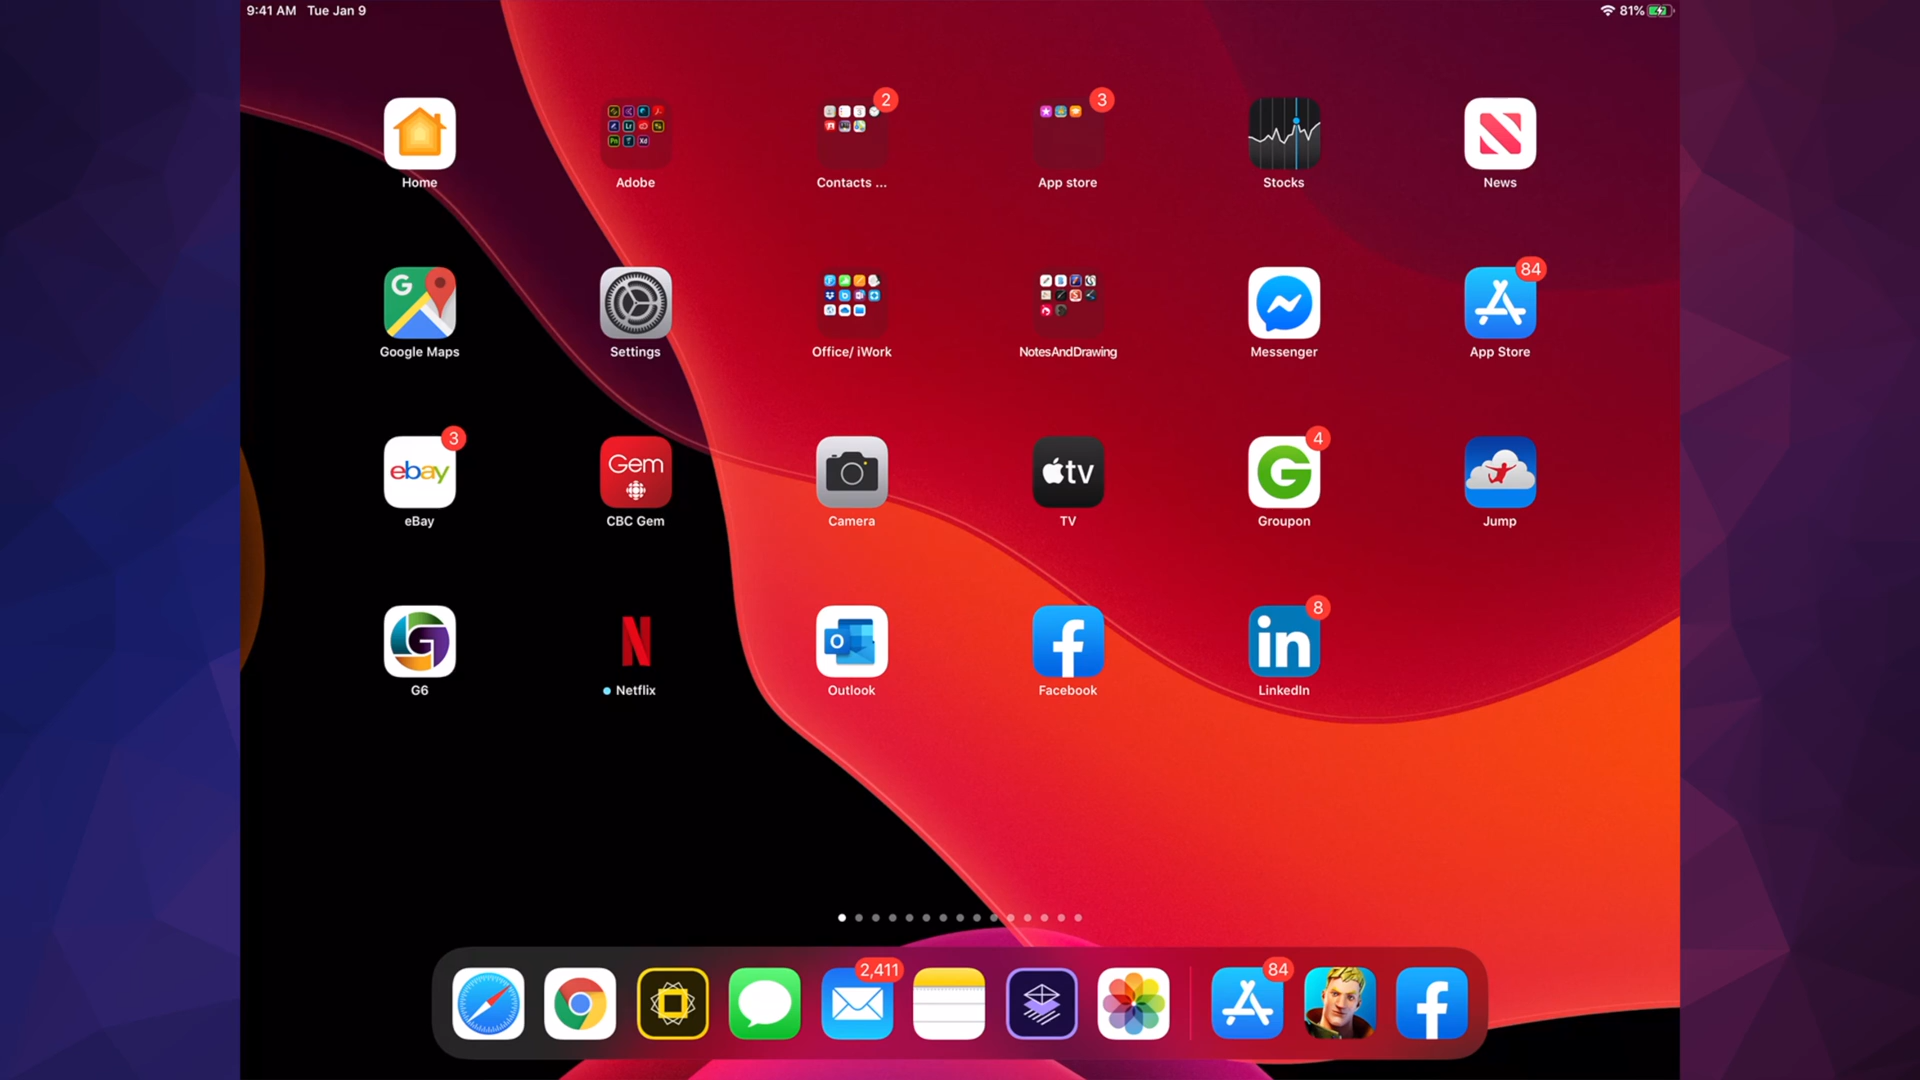 9:41 AM Tue Jan 9
81%
2
3
Home
Adobe
Contacts ...
App store
Stocks
News
84
Google Maps
Settings
Office/ iWork
NotesAndDrawing
Messenger
App Store
3
4
ebay
Gem
tv
G
eBay
CBC Gem
Camera
TV
Groupon
Jump
8
G
N
O
f
in
G6
Netflix
Outlook
Facebook
LinkedIn
2,411
84
f